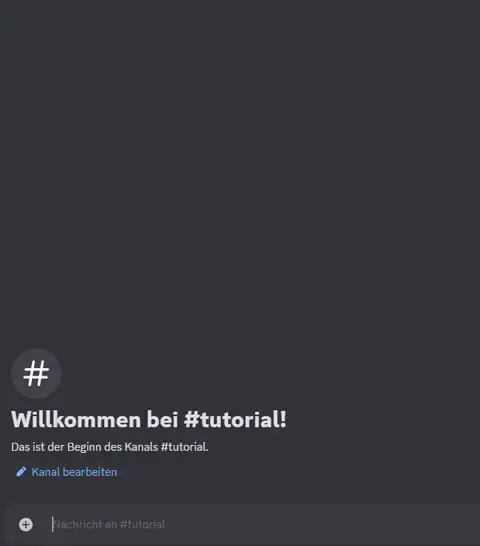 Willkommen bei #tutorial!
Das ist der Beginn des Kanals #tutorial.
Kanal bearbeiten
Nachricht an #tutorial